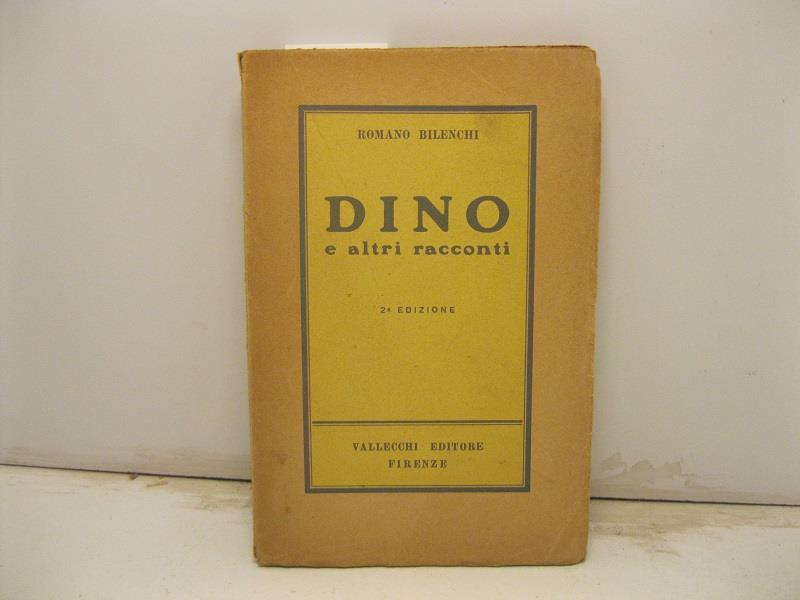 ROMANO BILENCHI
DINO
e altri racconti
2ª EDIZIONE
VALLECCHI EDITORE
FIRENZE